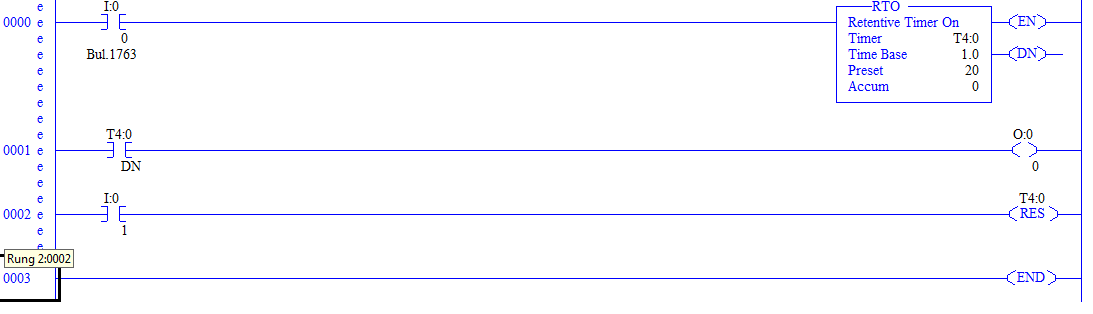 e I:0 RTO
0000 e EN
e 0 Retentive Timer On
e Bul.1763 Timer T4:0
e Time Base 1.0 DN
e Preset 20
e Accum 0
e
e T4:0 O:0
0001 e
e DN 0
e
e I:0 T4:0
0002 e RES
e 1
e
Rung 2:0002
0003 END